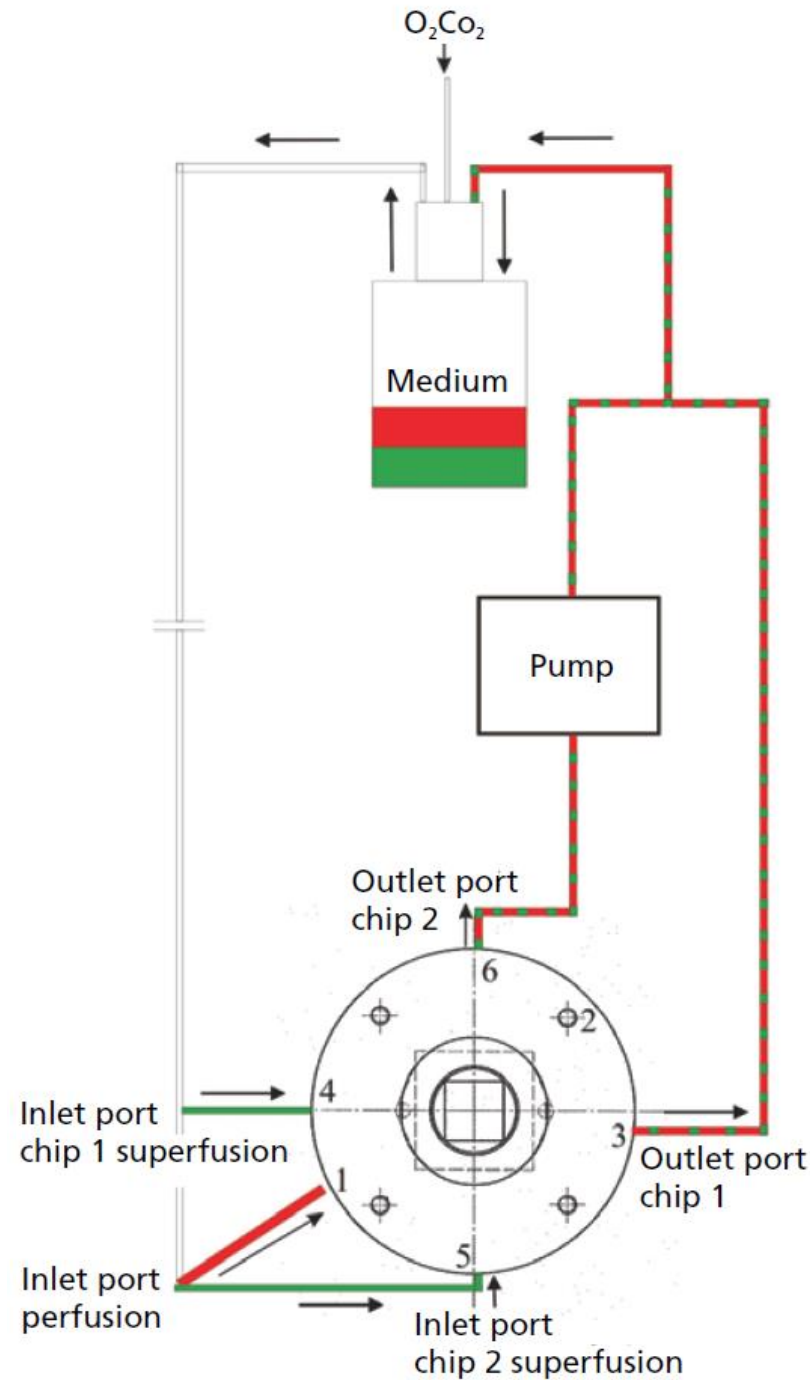 O₂Co₂
Medium
Pump
Outlet port
chip 2
6
2
4
Inlet port
chip 1 superfusion
3
Outlet port
chip 1
1
5
Inlet port
perfusion
Inlet port
chip 2 superfusion